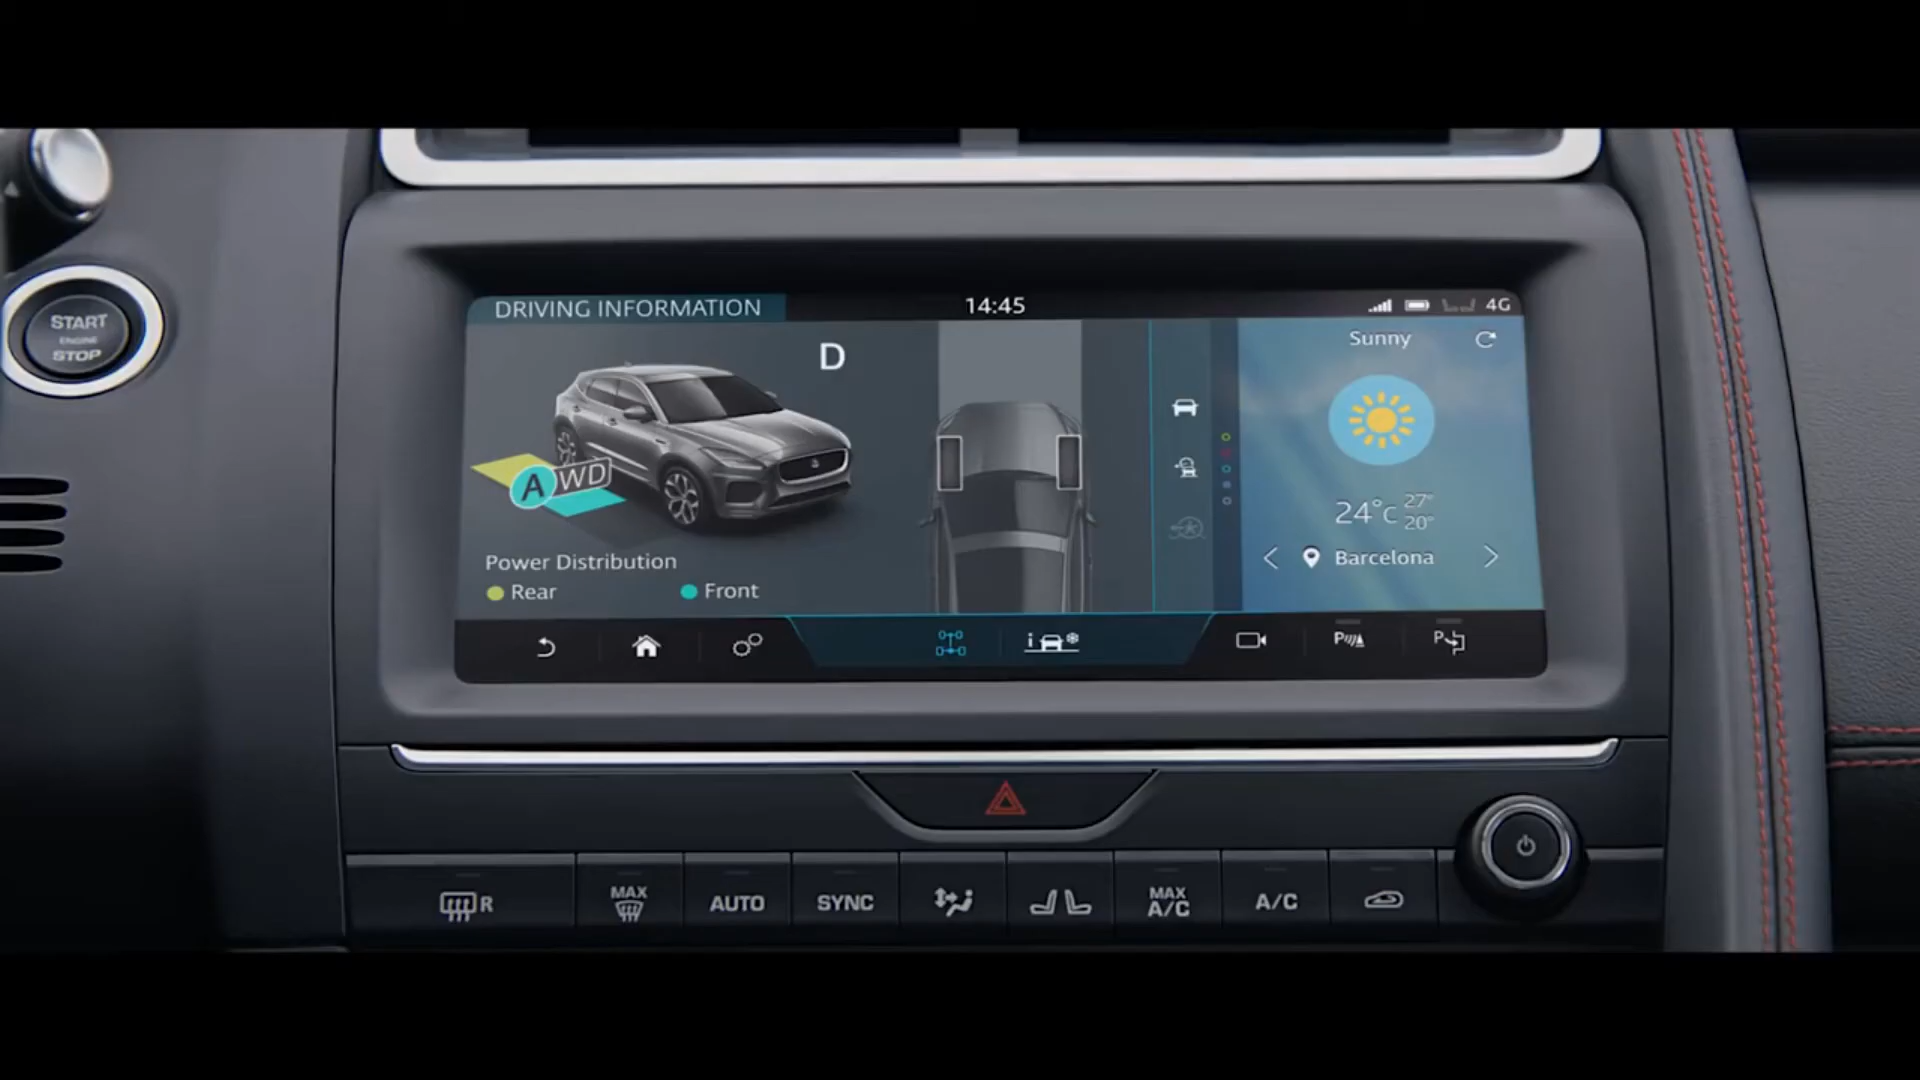 DRIVING INFORMATION
14:45
4G
START
ENGINE
STOP
D
Sunny
AWD
24°C
27°
20°
Barcelona
Power Distribution
Rear
Front
i
P
P
R
MAX
AUTO
SYNC
MAX
A/C
A/C